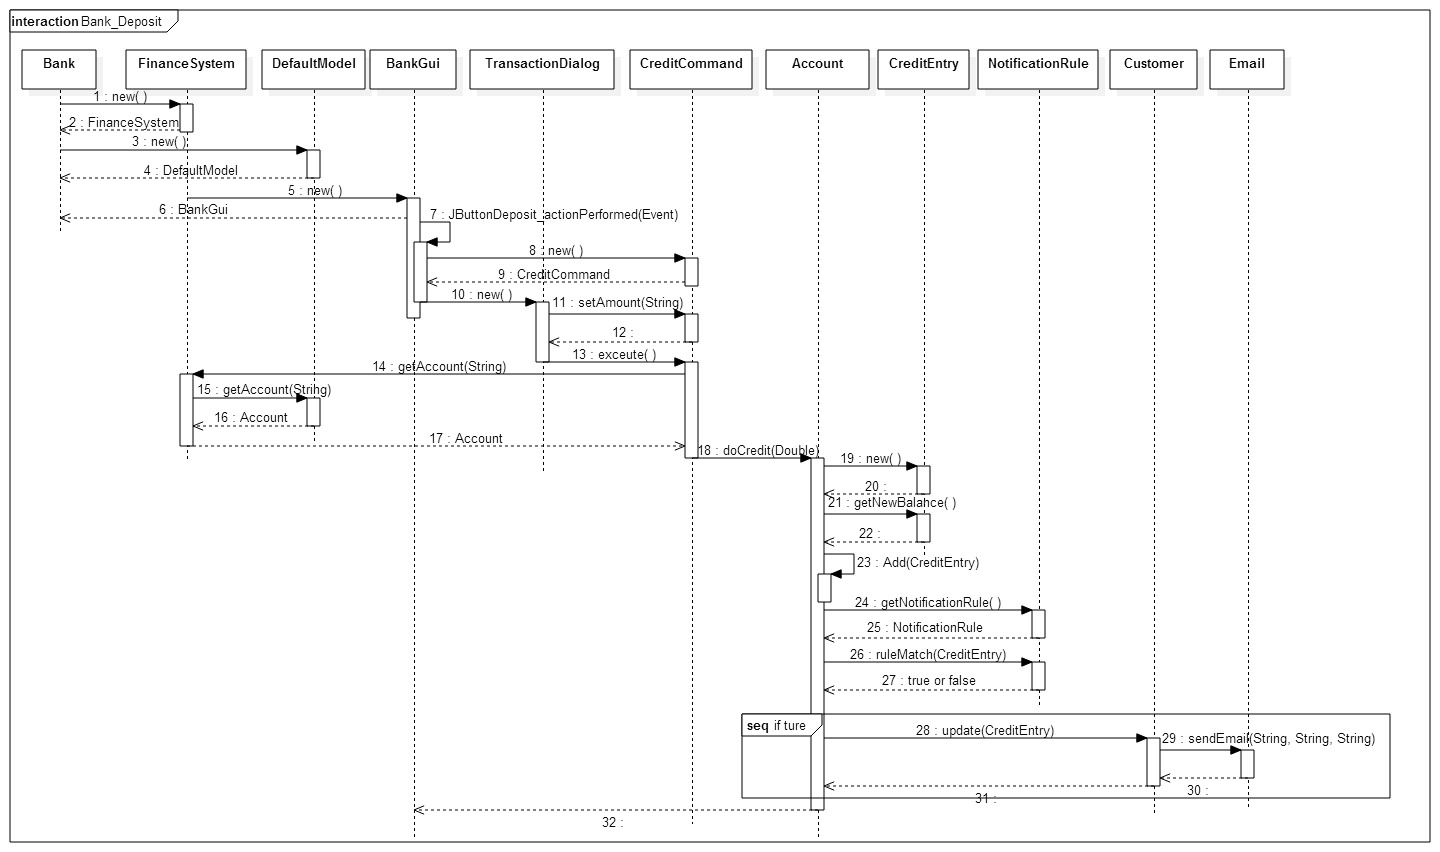 interaction Bank_Deposit
Bank
FinanceSystem
DefaultModel
BankGui
TransactionDialog
CreditCommand
Account
CreditEntry
NotificationRule
Customer
Email
1 : new( )
2 : FinanceSystem
3 : new( )
4 : DefaultModel
5 : new( )
6 : BankGui
7 : JButtonDeposit_actionPerformed(Event)
8 : new( )
9 : CreditCommand
10 : new( )
11 : setAmount(String)
12 :
13 : exceute( )
14 : getAccount(String)
15 : getAccount(String)
16 : Account
17 : Account
18 : doCredit(Double)
19 : new( )
20 :
21 : getNewBalance( )
22 :
23 : Add(CreditEntry)
24 : getNotificationRule( )
25 : NotificationRule
26 : ruleMatch(CreditEntry)
27 : true or false
seq if ture
28 : update(CreditEntry)
29 : sendEmail(String, String, String)
30 :
31 :
32 :